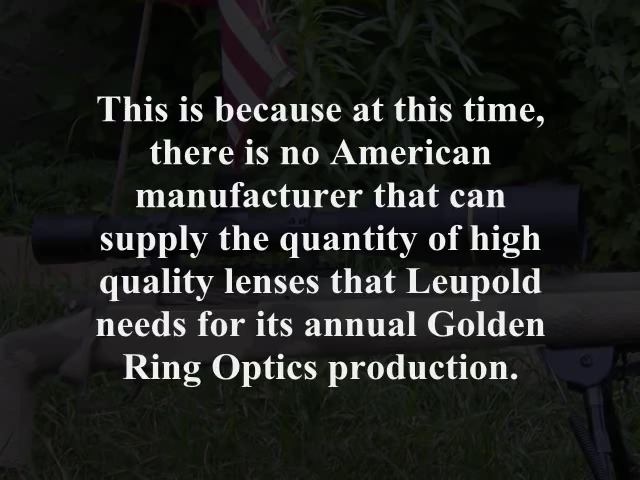 This is because at this time,
there is no American
manufacturer that can
supply the quantity of high
quality lenses that Leupold
needs for its annual Golden
Ring Optics production.